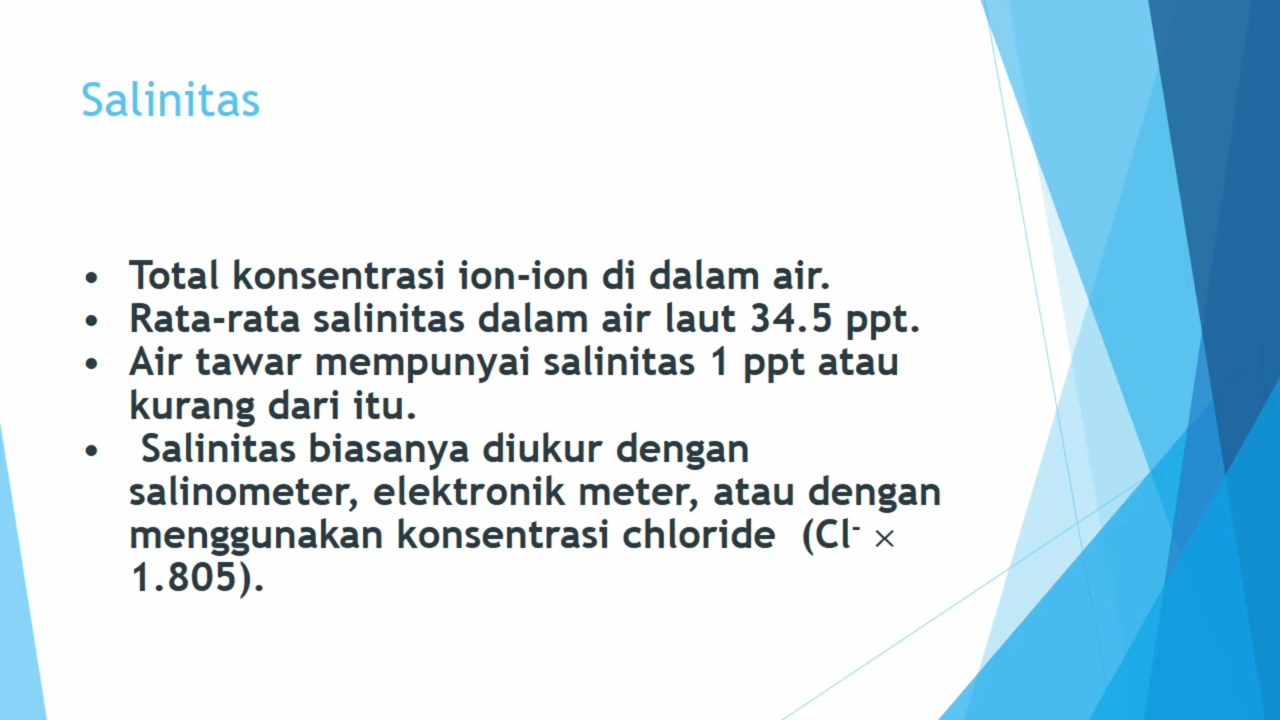 Salinitas
• Total konsentrasi ion-ion di dalam air.
• Rata-rata salinitas dalam air laut 34.5 ppt.
• Air tawar mempunyai salinitas 1 ppt atau
kurang dari itu.
• Salinitas biasanya diukur dengan
salinometer, elektronik meter, atau dengan
menggunakan konsentrasi chloride (Cl⁻ ×
1.805).